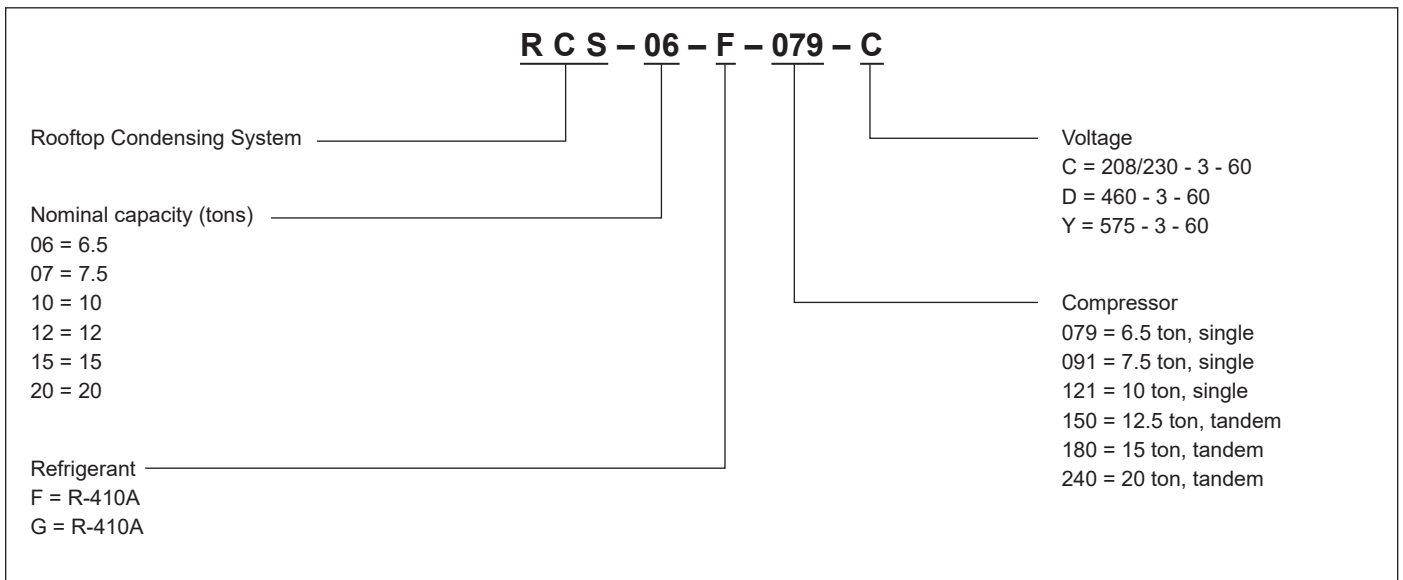 R C S – 06 – F – 079 – C
Rooftop Condensing System
Nominal capacity (tons)
06 = 6.5
07 = 7.5
10 = 10
12 = 12
15 = 15
20 = 20
Refrigerant
F = R-410A
G = R-410A
Voltage
C = 208/230 - 3 - 60
D = 460 - 3 - 60
Y = 575 - 3 - 60
Compressor
079 = 6.5 ton, single
091 = 7.5 ton, single
121 = 10 ton, single
150 = 12.5 ton, tandem
180 = 15 ton, tandem
240 = 20 ton, tandem